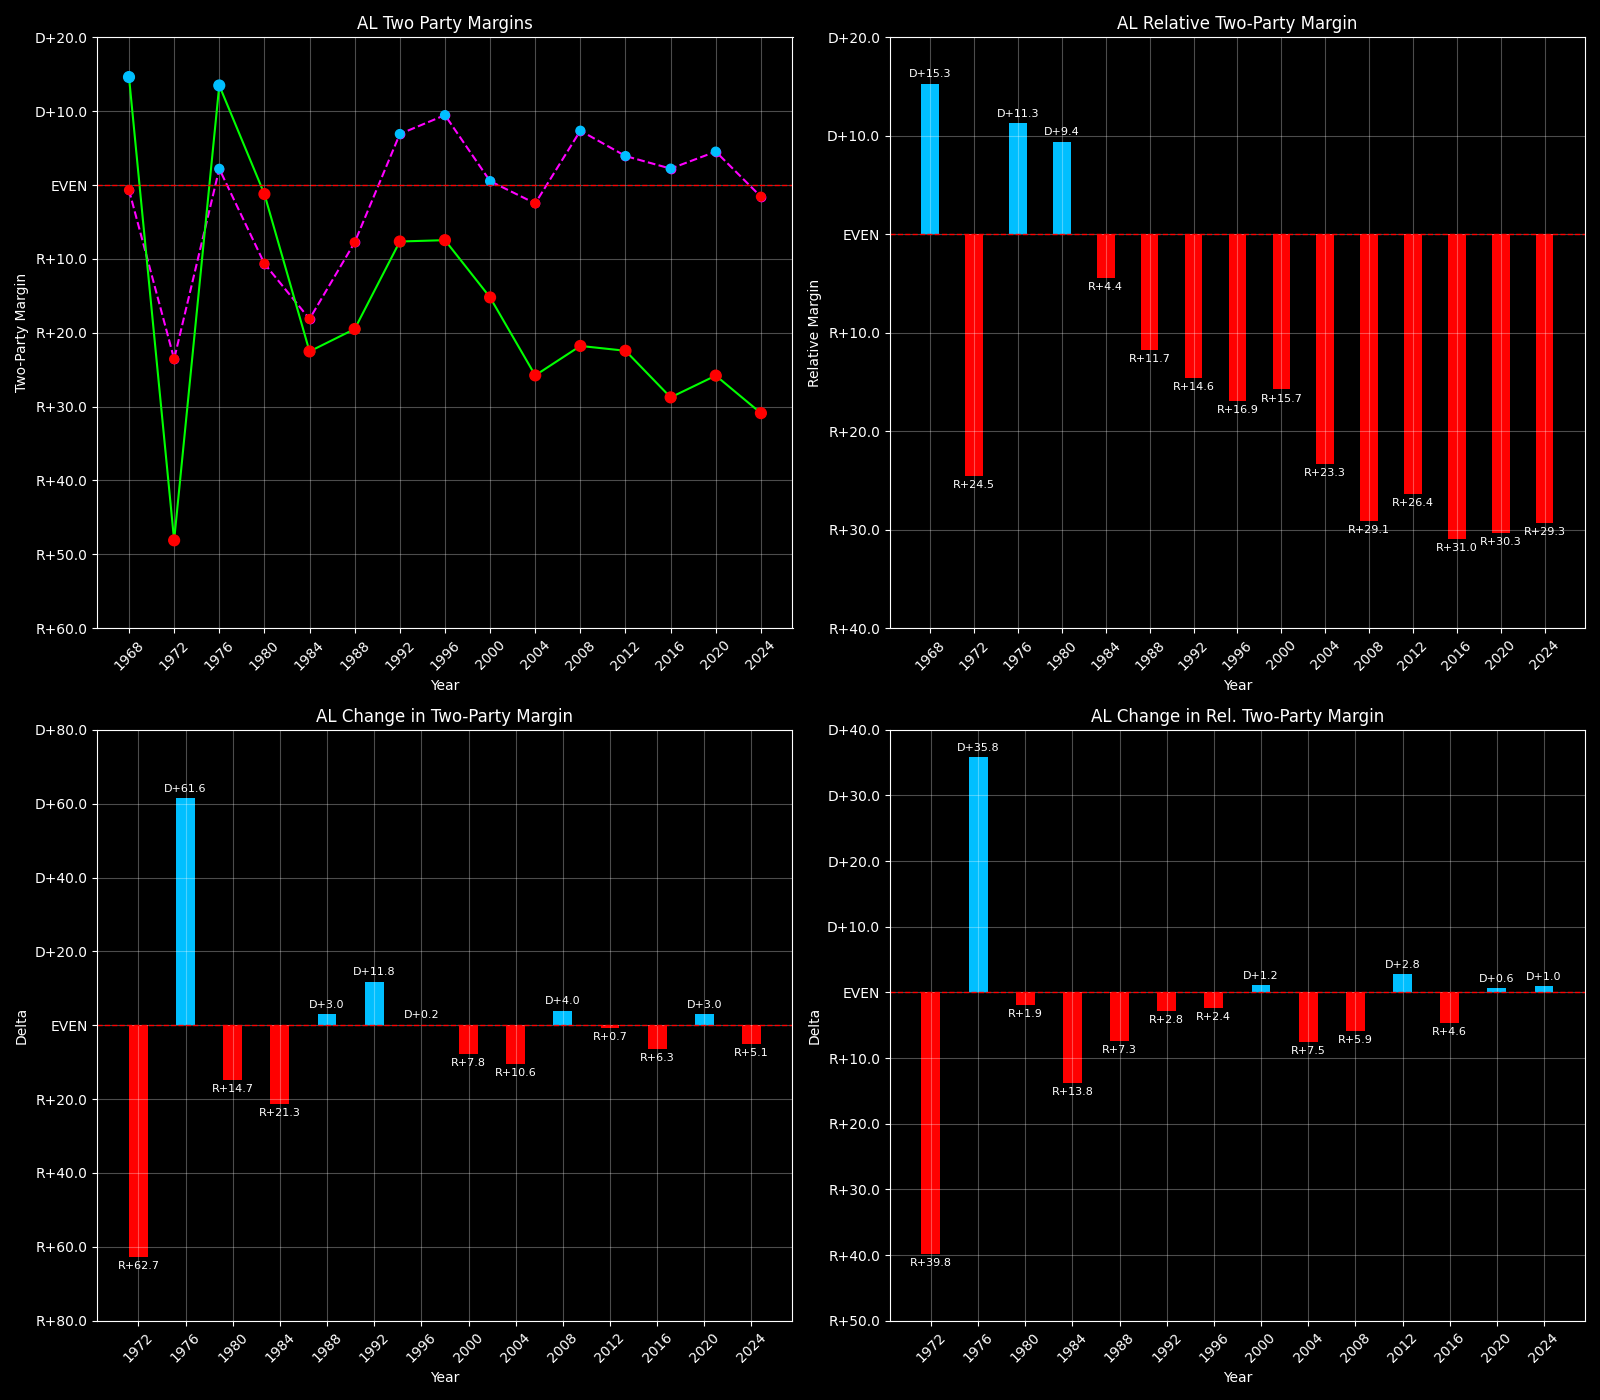 AL Two Party Margins
D+20.0
D+10.0
EVEN
R+10.0
R+20.0
R+30.0
R+40.0
R+50.0
R+60.0
Two-Party Margin
1968
1972
1976
1980
1984
1988
1992
1996
2000
2004
2008
2012
2016
2020
2024
Year
AL Relative Two-Party Margin
D+20.0
D+10.0
EVEN
R+10.0
R+20.0
R+30.0
R+40.0
Relative Margin
D+15.3
R+24.5
D+11.3
D+9.4
R+4.4
R+11.7
R+14.6
R+16.9
R+15.7
R+23.3
R+29.1
R+26.4
R+31.0
R+30.3
R+29.3
1968
1972
1976
1980
1984
1988
1992
1996
2000
2004
2008
2012
2016
2020
2024
Year
AL Change in Two-Party Margin
D+80.0
D+60.0
D+40.0
D+20.0
EVEN
R+20.0
R+40.0
R+60.0
R+80.0
Delta
R+62.7
D+61.6
R+14.7
R+21.3
D+3.0
D+11.8
D+0.2
R+7.8
R+10.6
D+4.0
R+0.7
R+6.3
D+3.0
R+5.1
1972
1976
1980
1984
1988
1992
1996
2000
2004
2008
2012
2016
2020
2024
Year
AL Change in Rel. Two-Party Margin
D+40.0
D+30.0
D+20.0
D+10.0
EVEN
R+10.0
R+20.0
R+30.0
R+40.0
R+50.0
Delta
R+39.8
D+35.8
R+1.9
R+13.8
R+7.3
R+2.8
R+2.4
D+1.2
R+7.5
R+5.9
D+2.8
R+4.6
D+0.6
D+1.0
1972
1976
1980
1984
1988
1992
1996
2000
2004
2008
2012
2016
2020
2024
Year